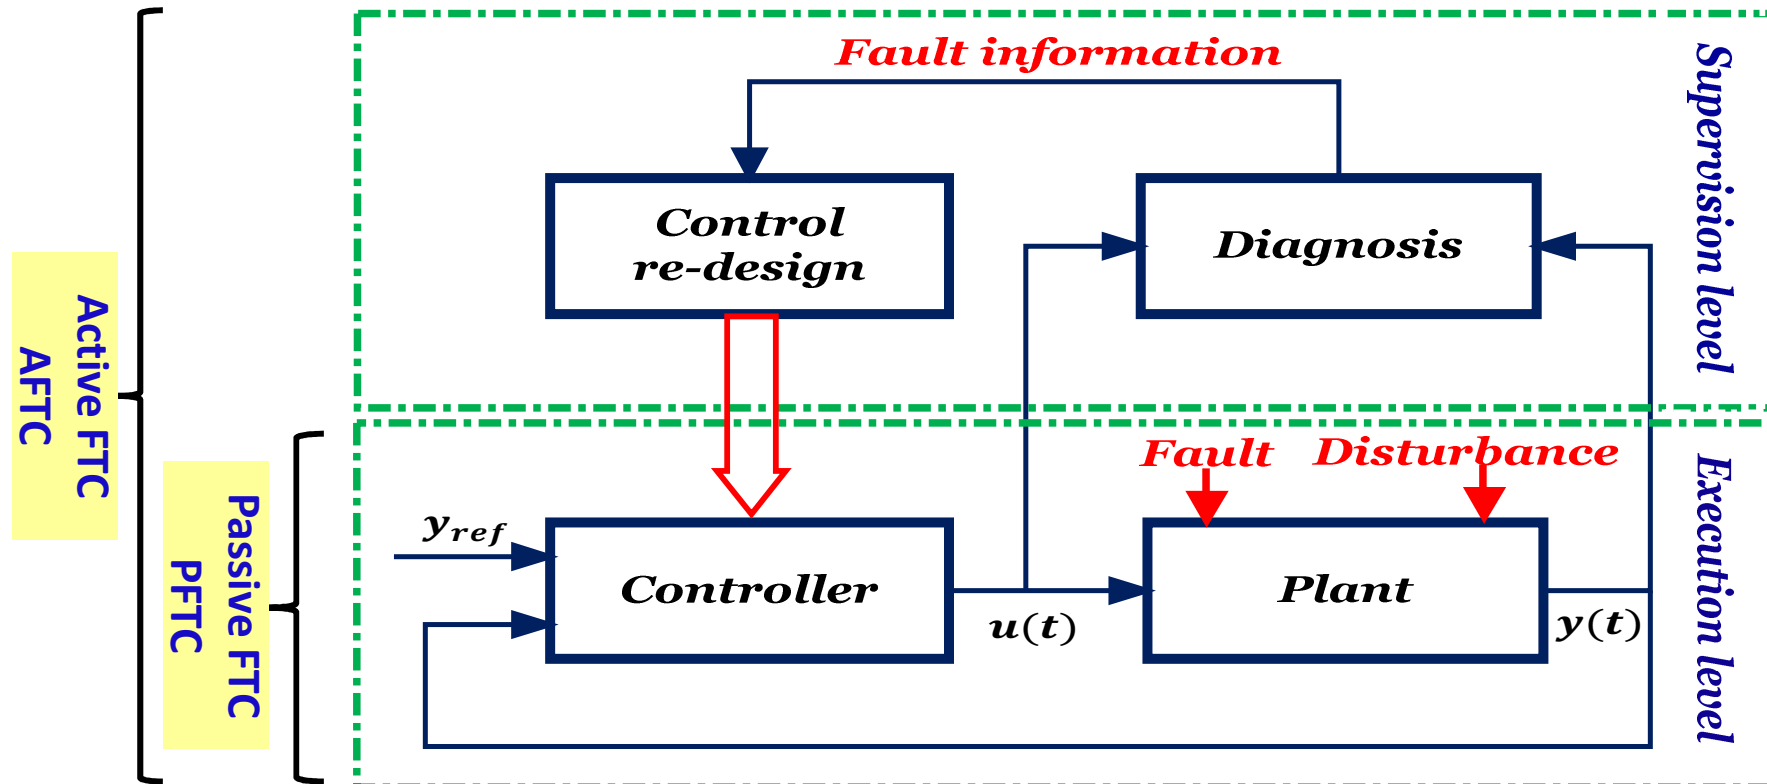 Fault information
Supervision level
Control
re-design
Diagnosis
Active FTC
AFTC
Passive FTC
PFTC
Fault
Disturbance
Execution level
y_ref
Controller
u(t)
Plant
y(t)